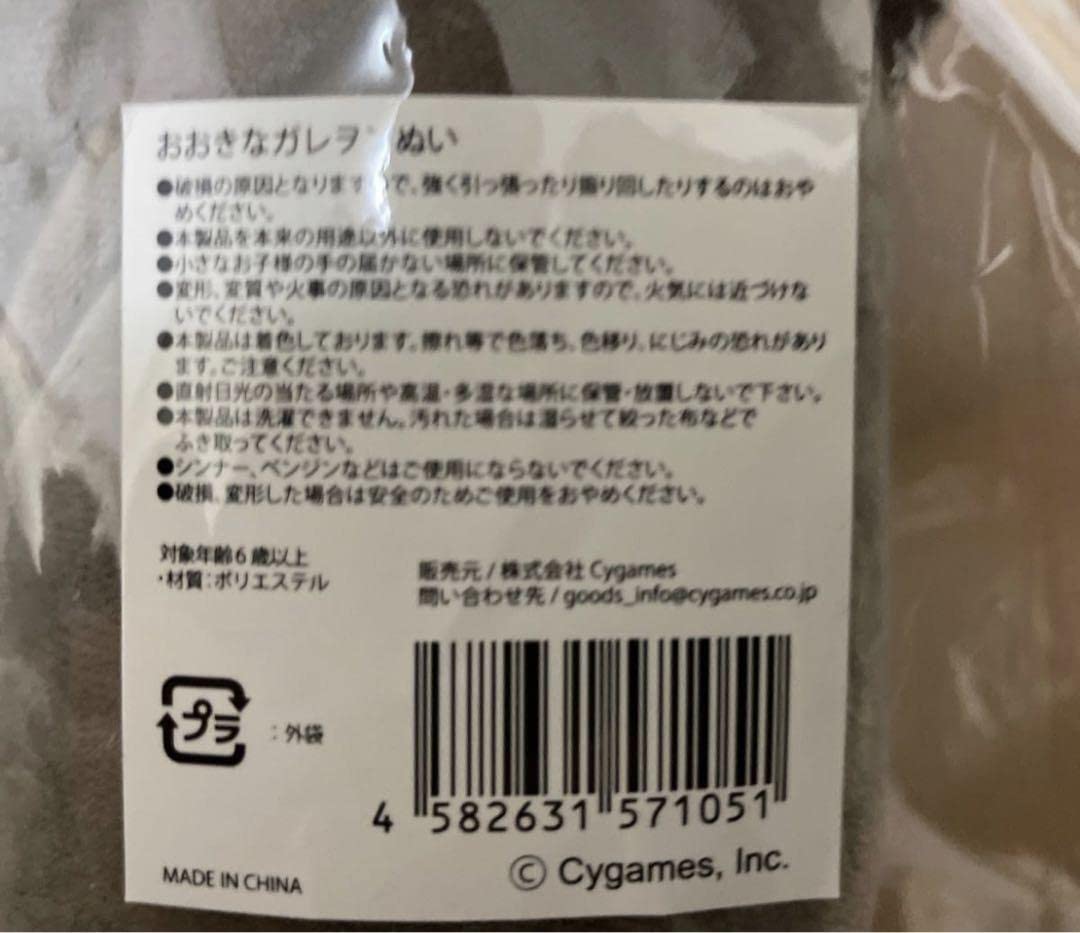 おおきなガレヲ ぬい
●破損の原因となります ので、強く引っ張ったり振り回したりするのはおや
めください。
●本製品を本来の用途以外に使用しないでください。
●小さなお子様の手の届かない場所に保管してください。
●変形、変質や火事の原因となる恐れがありますので、火気には近づけな
いでください。
●本製品は着色しております。擦れ等で色落ち、色移り、にじみの恐れがあり
ます。ご注意ください。
●直射日光の当たる場所や高温・多湿な場所に保管・放置しないで下さい。
●本製品は洗濯できません。汚れた場合は湿らせて絞った布などで
ふき取ってください。
●シンナー、ベンジンなどはご使用にならないでください。
●破損、変形した場合は安全のためご使用をおやめください。
対象年齢6歳以上
・材質：ポリエステル
販売元/株式会社Cygames
問い合わせ先/goods_info@cygames.co.jp
プラ
：外袋
4 582631 571051
© Cygames, Inc.
MADE IN CHINA